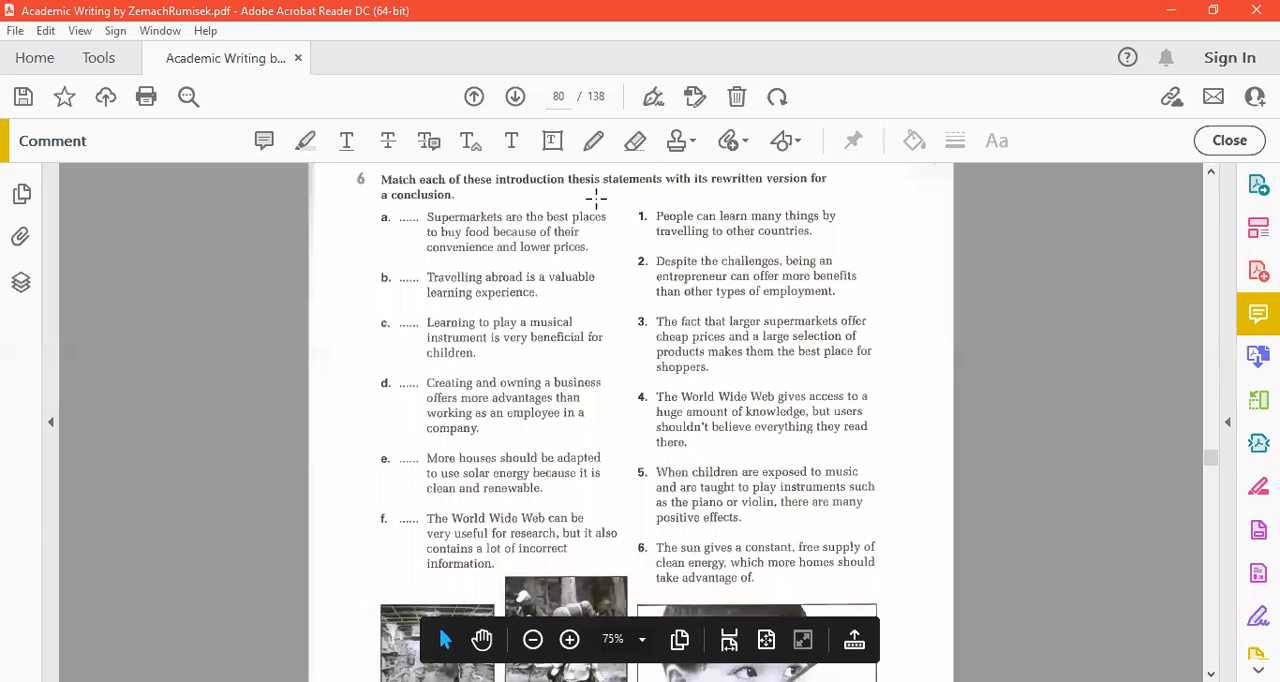 Academic Writing by ZemachRumisek.pdf - Adobe Acrobat Reader DC (64-bit)
File Edit View Sign Window Help
Home Tools Academic Writing b... × Sign In
80 / 138
Comment Close
6 Match each of these introduction thesis statements with its rewritten version for
a conclusion.
a. ...... Supermarkets are the best places
to buy food because of their
convenience and lower prices.
b. ...... Travelling abroad is a valuable
learning experience.
c. ...... Learning to play a musical
instrument is very beneficial for
children.
d. ...... Creating and owning a business
offers more advantages than
working as an employee in a
company.
e. ...... More houses should be adapted
to use solar energy because it is
clean and renewable.
f. ...... The World Wide Web can be
very useful for research, but it also
contains a lot of incorrect
information.
1. People can learn many things by
travelling to other countries.
2. Despite the challenges, being an
entrepreneur can offer more benefits
than other types of employment.
3. The fact that larger supermarkets offer
cheap prices and a large selection of
products makes them the best place for
shoppers.
4. The World Wide Web gives access to a
huge amount of knowledge, but users
shouldn't believe everything they read
there.
5. When children are exposed to music
and are taught to play instruments such
as the piano or violin, there are many
positive effects.
6. The sun gives a constant, free supply of
clean energy, which more homes should
take advantage of.
75%